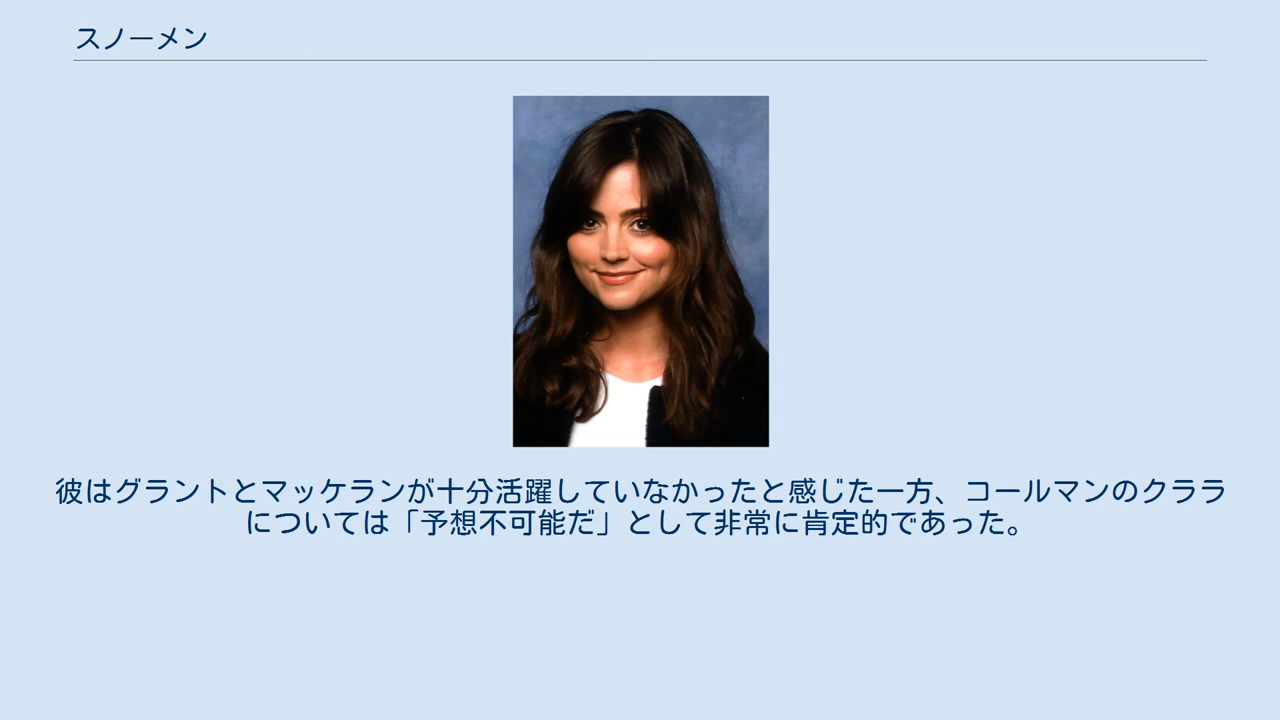 スノーメン
彼はグラントとマッケランが十分活躍していなかったと感じた一方、コールマンのクララ
については「予想不可能だ」として非常に肯定的であった。